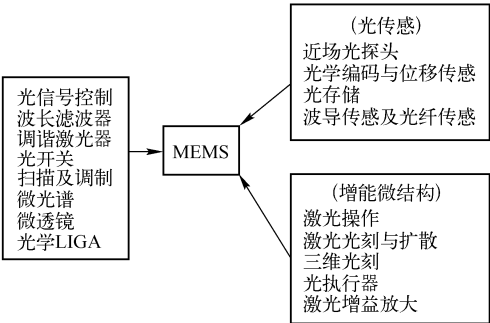 光信号控制
波长滤波器
调谐激光器
光开关
扫描及调制
微光谱
微透镜
光学LIGA
MEMS
(光传感)
近场光探头
光学编码与位移传感
光存储
波导传感及光纤传感
(增能微结构)
激光操作
激光光刻与扩散
三维光刻
光执行器
激光增益放大